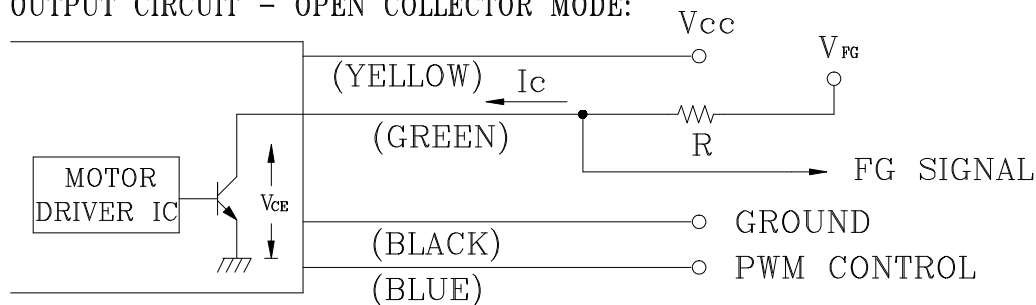 OUTPUT CIRCUIT - OPEN COLLECTOR MODE:
Vcc
VFG
(YELLOW)
Ic
(GREEN)
R
FG SIGNAL
MOTOR
DRIVER IC
VCE
GROUND
(BLACK)
PWM CONTROL
(BLUE)